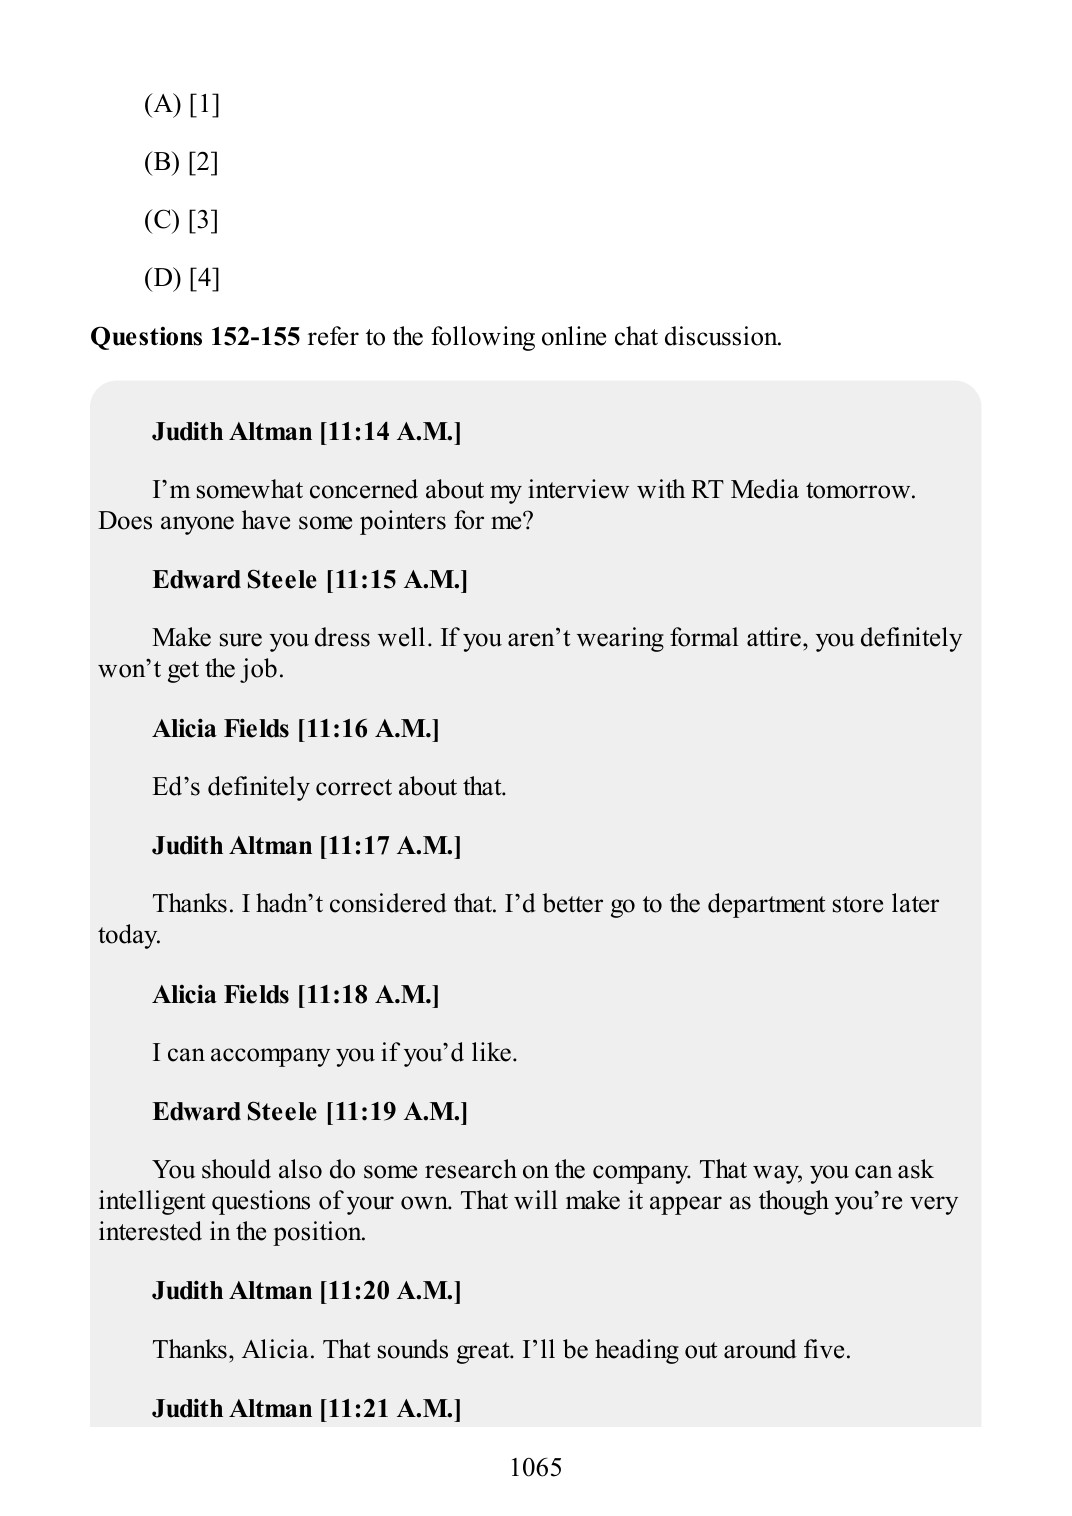 (A) [1]
(B) [2]
(C) [3]
(D) [4]
Questions 152-155 refer to the following online chat discussion.
Judith Altman [11:14 A.M.]
I’m somewhat concerned about my interview with RT Media tomorrow.
Does anyone have some pointers for me?
Edward Steele [11:15 A.M.]
Make sure you dress well. If you aren’t wearing formal attire, you definitely
won’t get the job.
Alicia Fields [11:16 A.M.]
Ed’s definitely correct about that.
Judith Altman [11:17 A.M.]
Thanks. I hadn’t considered that. I’d better go to the department store later
today.
Alicia Fields [11:18 A.M.]
I can accompany you if you’d like.
Edward Steele [11:19 A.M.]
You should also do some research on the company. That way, you can ask
intelligent questions of your own. That will make it appear as though you’re very
interested in the position.
Judith Altman [11:20 A.M.]
Thanks, Alicia. That sounds great. I’ll be heading out around five.
Judith Altman [11:21 A.M.]
1065